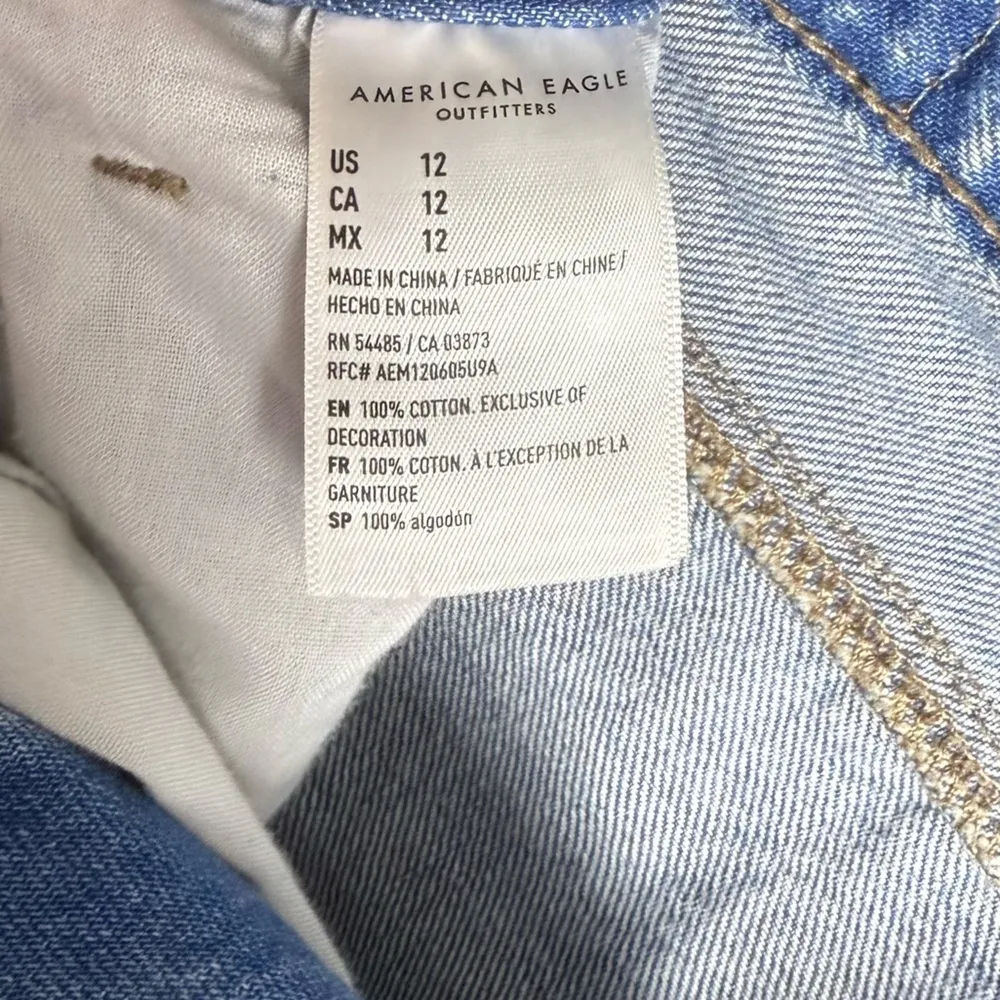 AMERICAN EAGLE
OUTFITTERS
US 12
CA 12
MX 12
MADE IN CHINA / FABRIQUÉ EN CHINE /
HECHO EN CHINA
RN 54485 / CA 03873
RFC# AEM120605U9A
EN 100% COTTON. EXCLUSIVE OF
DECORATION
FR 100% COTON. À L'EXCEPTION DE LA
GARNITURE
SP 100% algodón